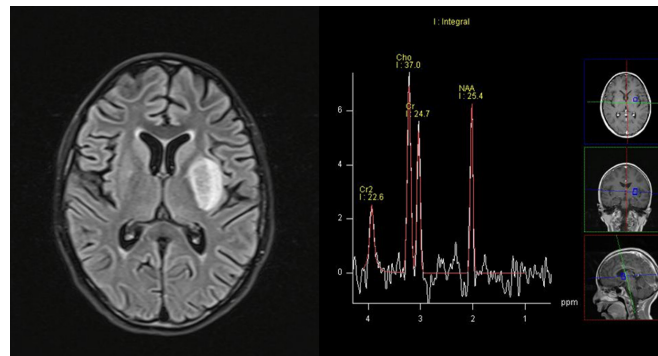 I : Integral
Cho
I : 37.0
Cr
I : 24.7
NAA
I : 25.4
Cr2
I : 22.6
6
4
2
0
4
3
2
1
ppm